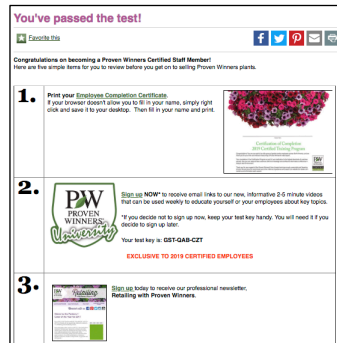 You've passed the test!
Favorite this
Congratulations on becoming a Proven Winners Certified Staff Member!
Here are five simple items for you to review before you get on to selling Proven Winners plants.
1.
Print your Employee Completion Certificate.
If your browser doesn't allow you to fill in your name, simply right
click and save it to your desktop. Then fill in your name and print.
Certification of Completion
2019 Certified Training Program
2.
PW
PROVEN
WINNERS
University
Sign up NOW* to receive email links to our new, informative 2-5 minute videos
that can be used weekly to educate yourself or your employees about key topics.
*If you decide not to sign up now, keep your test key handy. You will need it if you
decide to sign up later.
Your test key is: GST-QAB-CZT
EXCLUSIVE TO 2019 CERTIFIED EMPLOYEES
3.
Retailing
Sign up today to receive our professional newsletter,
Retailing with Proven Winners.